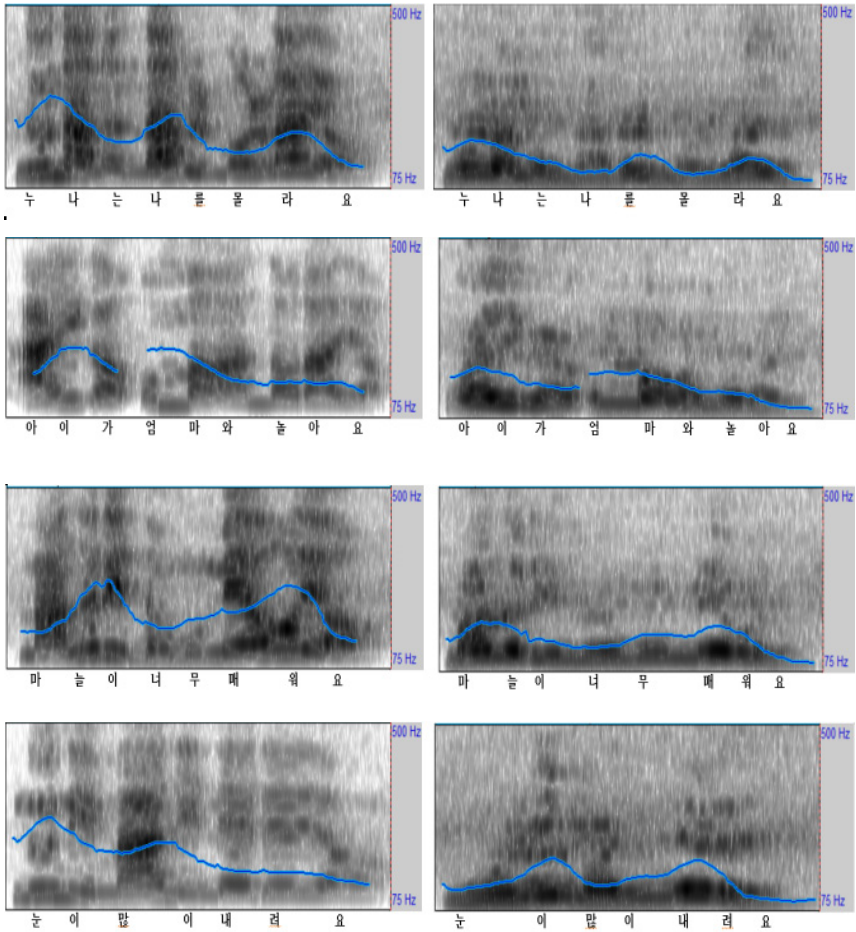 500 Hz
75 Hz
누 나 는 나 를 몰 라 요
500 Hz
75 Hz
누 나 는 나 를 몰 라 요
500 Hz
75 Hz
아 이 가 엄 마 와 놀 아 요
500 Hz
75 Hz
아 이 가 엄 마 와 놀 아 요
500 Hz
75 Hz
마 늘 이 너 무 매 워 요
500 Hz
75 Hz
마 늘 이 너 무 매 워 요
500 Hz
75 Hz
눈 이 많 이 내 려 요
500 Hz
75 Hz
눈 이 많 이 내 려 요